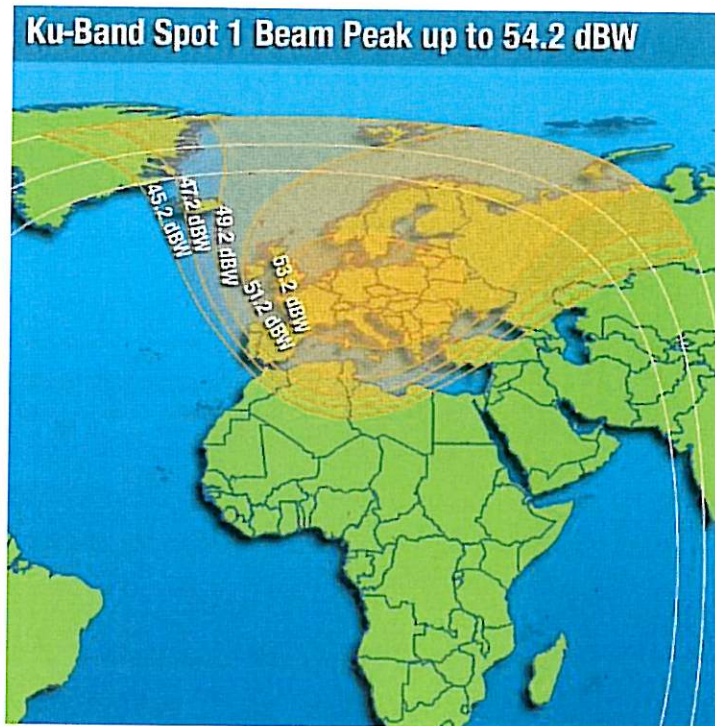 Ku-Band Spot 1 Beam Peak up to 54.2 dBW
45.2 dBW
47.2 dBW
49.2 dBW
51.2 dBW
53.2 dBW